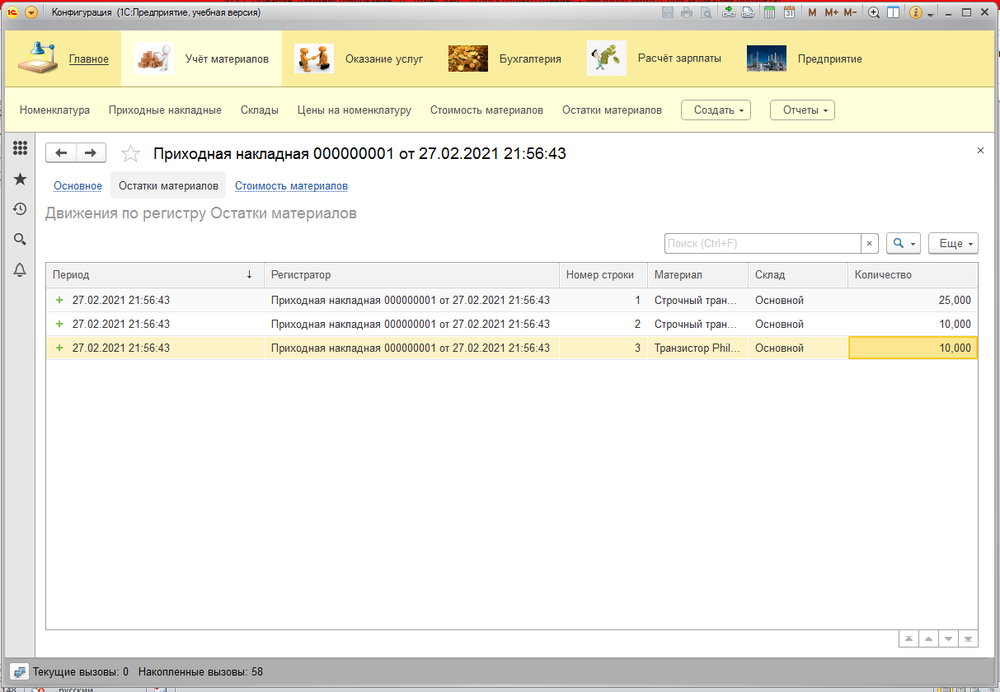 Конфигурация (1С:Предприятие, учебная версия)
M M+ M-
Главное Учёт материалов Оказание услуг Бухгалтерия Расчёт зарплаты Предприятие
Номенклатура Приходные накладные Склады Цены на номенклатуру Стоимость материалов Остатки материалов Создать Отчеты
Приходная накладная 000000001 от 27.02.2021 21:56:43
Основное Остатки материалов Стоимость материалов
Движения по регистру Остатки материалов
Поиск (Ctrl+F) × Еще
Период ↓ Регистратор Номер строки Материал Склад Количество
+ 27.02.2021 21:56:43 Приходная накладная 000000001 от 27.02.2021 21:56:43 1 Строчный тран... Основной 25,000
+ 27.02.2021 21:56:43 Приходная накладная 000000001 от 27.02.2021 21:56:43 2 Строчный тран... Основной 10,000
+ 27.02.2021 21:56:43 Приходная накладная 000000001 от 27.02.2021 21:56:43 3 Транзистор Phil... Основной 10,000
Текущие вызовы: 0 Накопленные вызовы: 58
русский